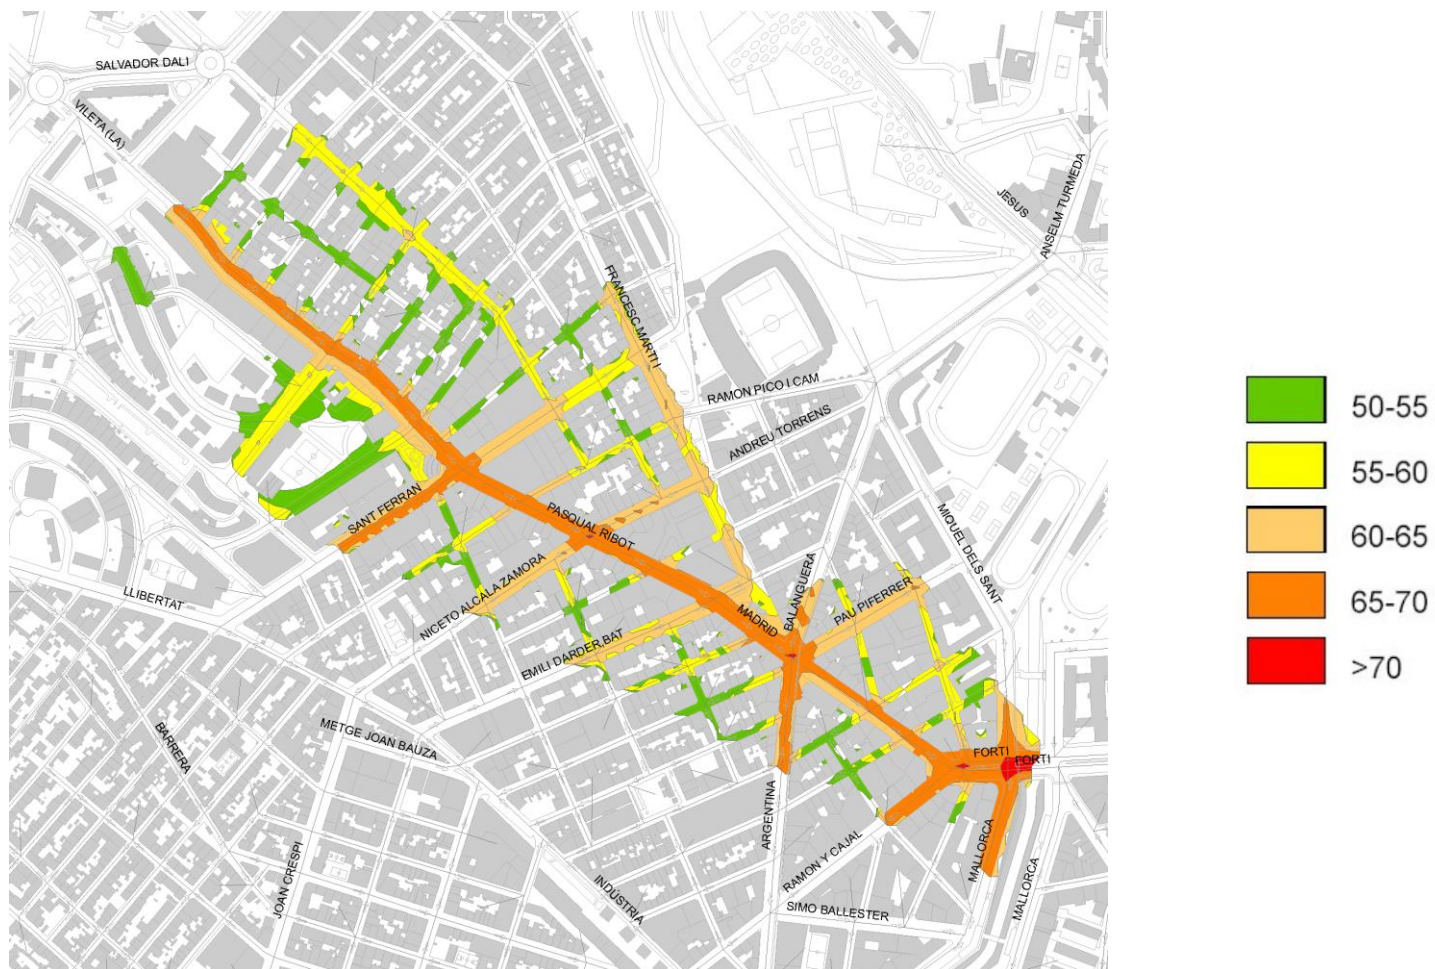 SALVADOR DALI
VILETA (LA)
JESUS
ANSELM TURMEDA
FRANCESC MARTI I
RAMON PICO I CAM
ANDREU TORRENS
SANT FERRAN
PASQUAL RIBOT
MIQUEL DELS SANT
NICETO ALCALA ZAMORA
LLIBERTAT
BALANGUERA
PAU PIFERRER
MADRID
EMILI DARDER,BAT
METGE JOAN BAUZA
BARRERA
FORTI
FORTI
ARGENTINA
MALLORCA
RAMON Y CAJAL
MALLORCA
JOAN CRESPI
INDÚSTRIA
SIMO BALLESTER
50-55
55-60
60-65
65-70
>70